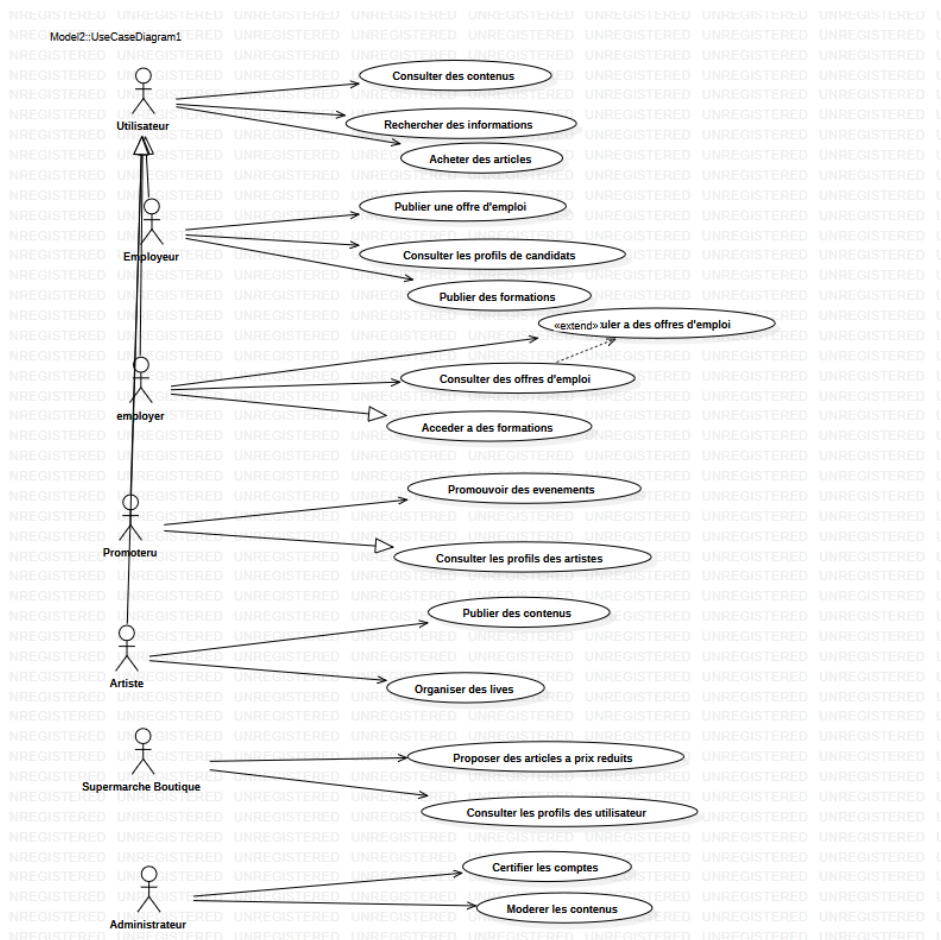 Model2::UseCaseDiagram1
Consulter des contenus
Utilisateur
Rechercher des informations
Acheter des articles
Publier une offre d'emploi
Employeur
Consulter les profils de candidats
Publier des formations
«extend» uler a des offres d'emploi
Consulter des offres d'emploi
employer
Acceder a des formations
Promouvoir des evenements
Promoteru
Consulter les profils des artistes
Publier des contenus
Artiste
Organiser des lives
Proposer des articles a prix reduits
Supermarche Boutique
Consulter les profils des utilisateur
Certifier les comptes
Moderer les contenus
Administrateur
UNREGISTERED